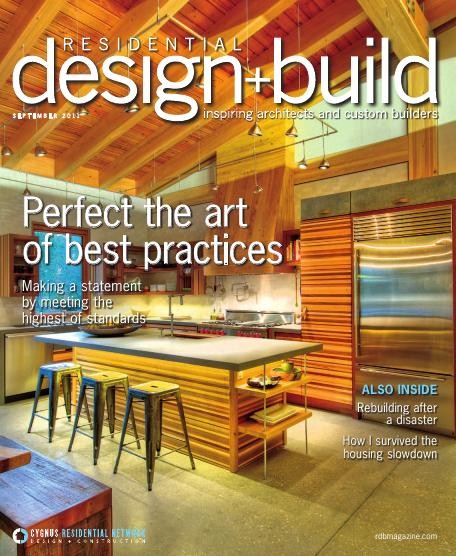 RESIDENTIAL
design+build
SEPTEMBER 2011
inspiring architects and custom builders
Perfect the art
of best practices
Making a statement
by meeting the
highest of standards
ALSO INSIDE
Rebuilding after
a disaster
How I survived the
housing slowdown
CYGNUS RESIDENTIAL NETWORK
DESIGN + CONSTRUCTION
rdbmagazine.com